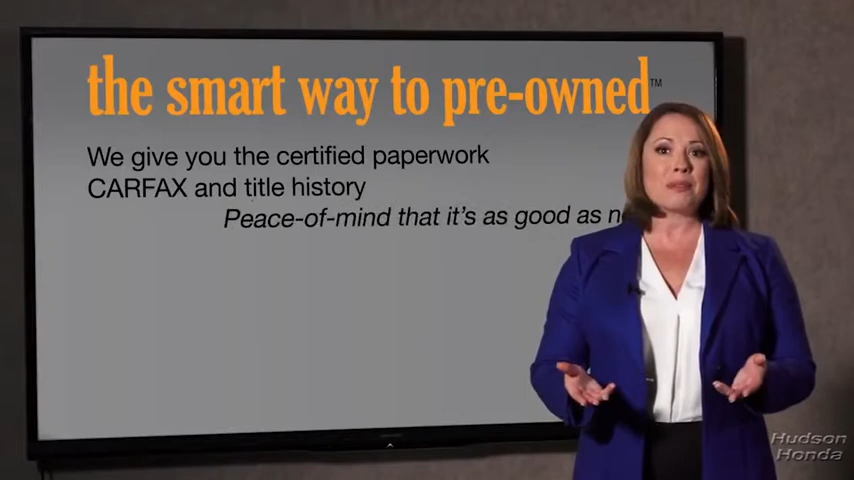 the smart way to pre-owned™
We give you the certified paperwork
CARFAX and title history
Peace-of-mind that it's as good as
Hudson
Honda